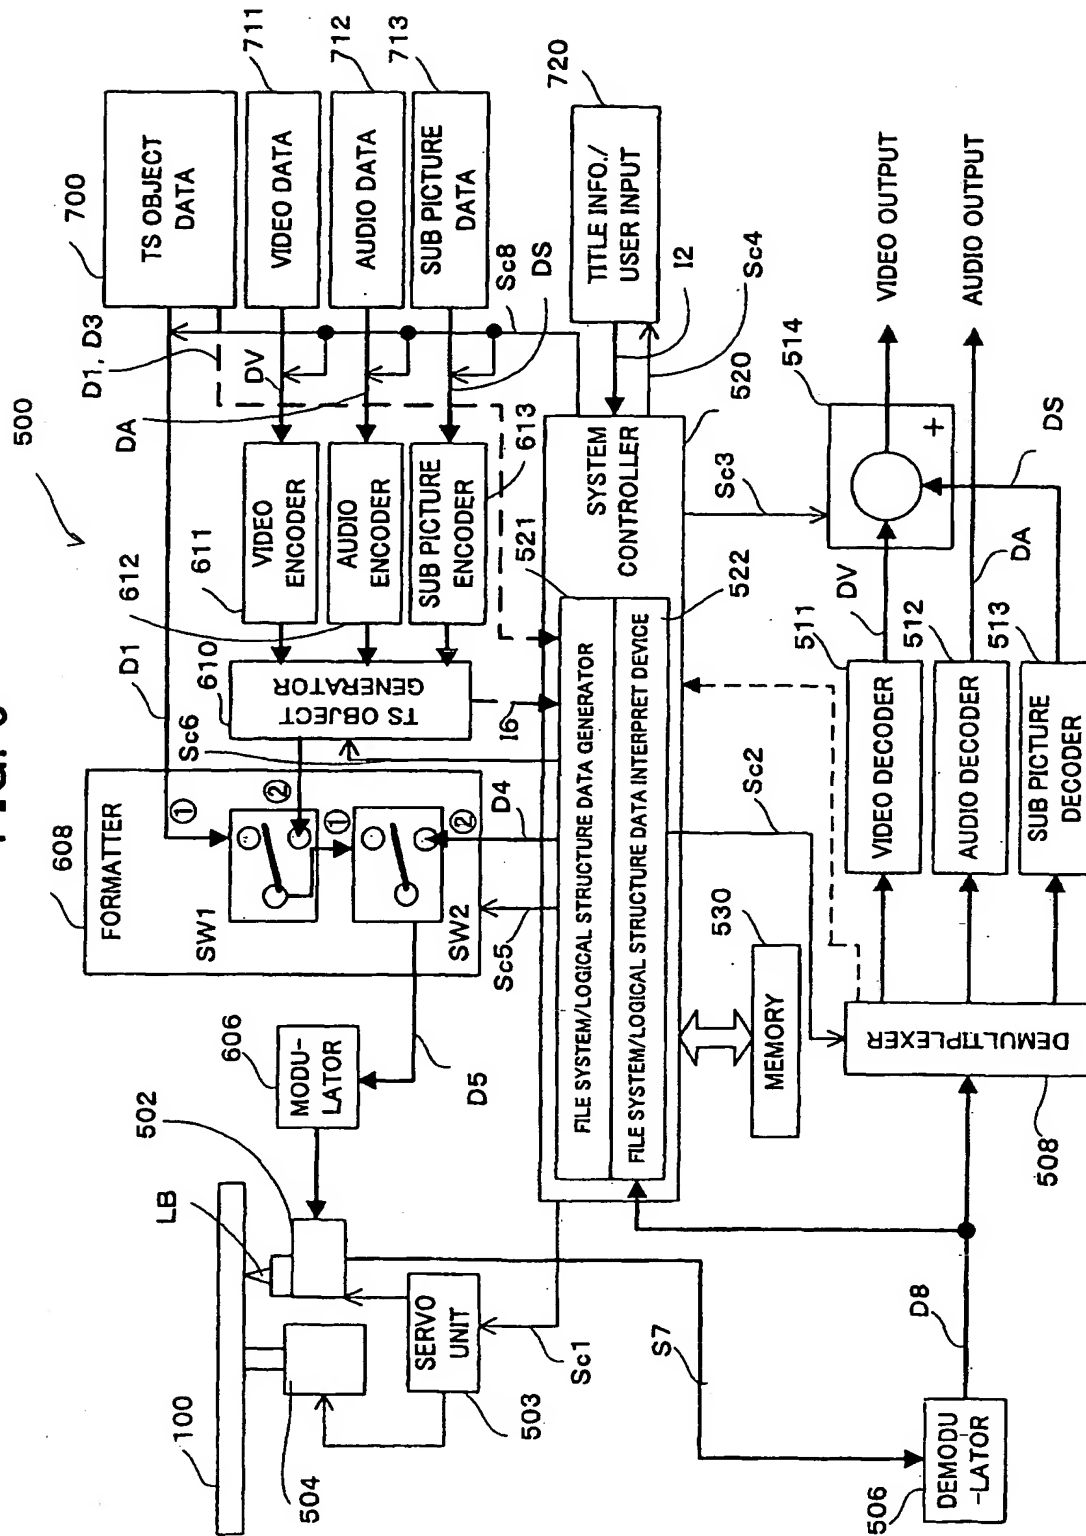 500
700
TS OBJECT
DATA
711
VIDEO DATA
712
AUDIO DATA
713
SUB PICTURE
DATA
720
TITLE INFO./
USER INPUT
D1, D3
DV
DA
DS
Sc8
I2
Sc4
D1
612
611
VIDEO
ENCODER
AUDIO
ENCODER
SUB PICTURE
ENCODER
613
610
TS OBJECT
GENERATOR
Sc6
I6
608
FORMATTER
①
②
SW1
①
②
SW2
D4
Sc5
D5
606
MODU-
LATOR
502
LB
100
504
SERVO
UNIT
503
Sc1
S7
SYSTEM
CONTROLLER
520
521
FILE SYSTEM/LOGICAL STRUCTURE DATA GENERATOR
522
FILE SYSTEM/LOGICAL STRUCTURE DATA INTERPRET DEVICE
530
MEMORY
Sc2
Sc3
514
+
VIDEO OUTPUT
AUDIO OUTPUT
DV
DA
DS
511
VIDEO DECODER
512
AUDIO DECODER
513
SUB PICTURE
DECODER
DEMULTIPLEXER
508
D8
DEMODU
-LATOR
506